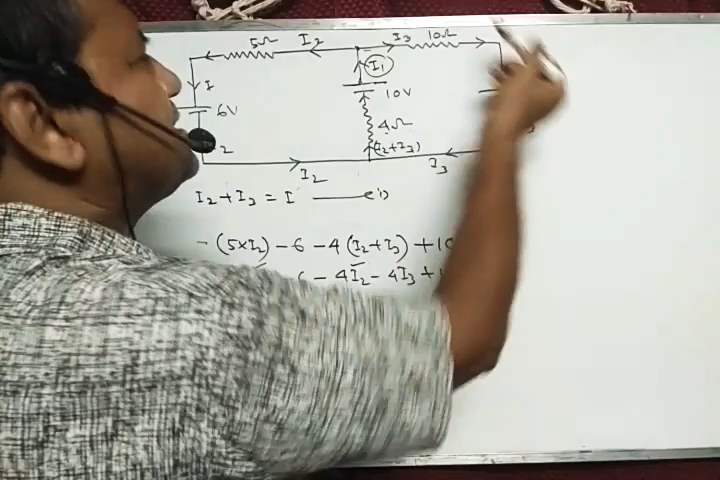 5Ω I₂ I₃ 10Ω
I I₁
6V 10V
4Ω
(I₂+I₃)
I₂ I₃
I₂+I₃ = I —— (1)
-(5×I₂) - 6 - 4(I₂+I₃) + 10
- 4I₂ - 4I₃ +